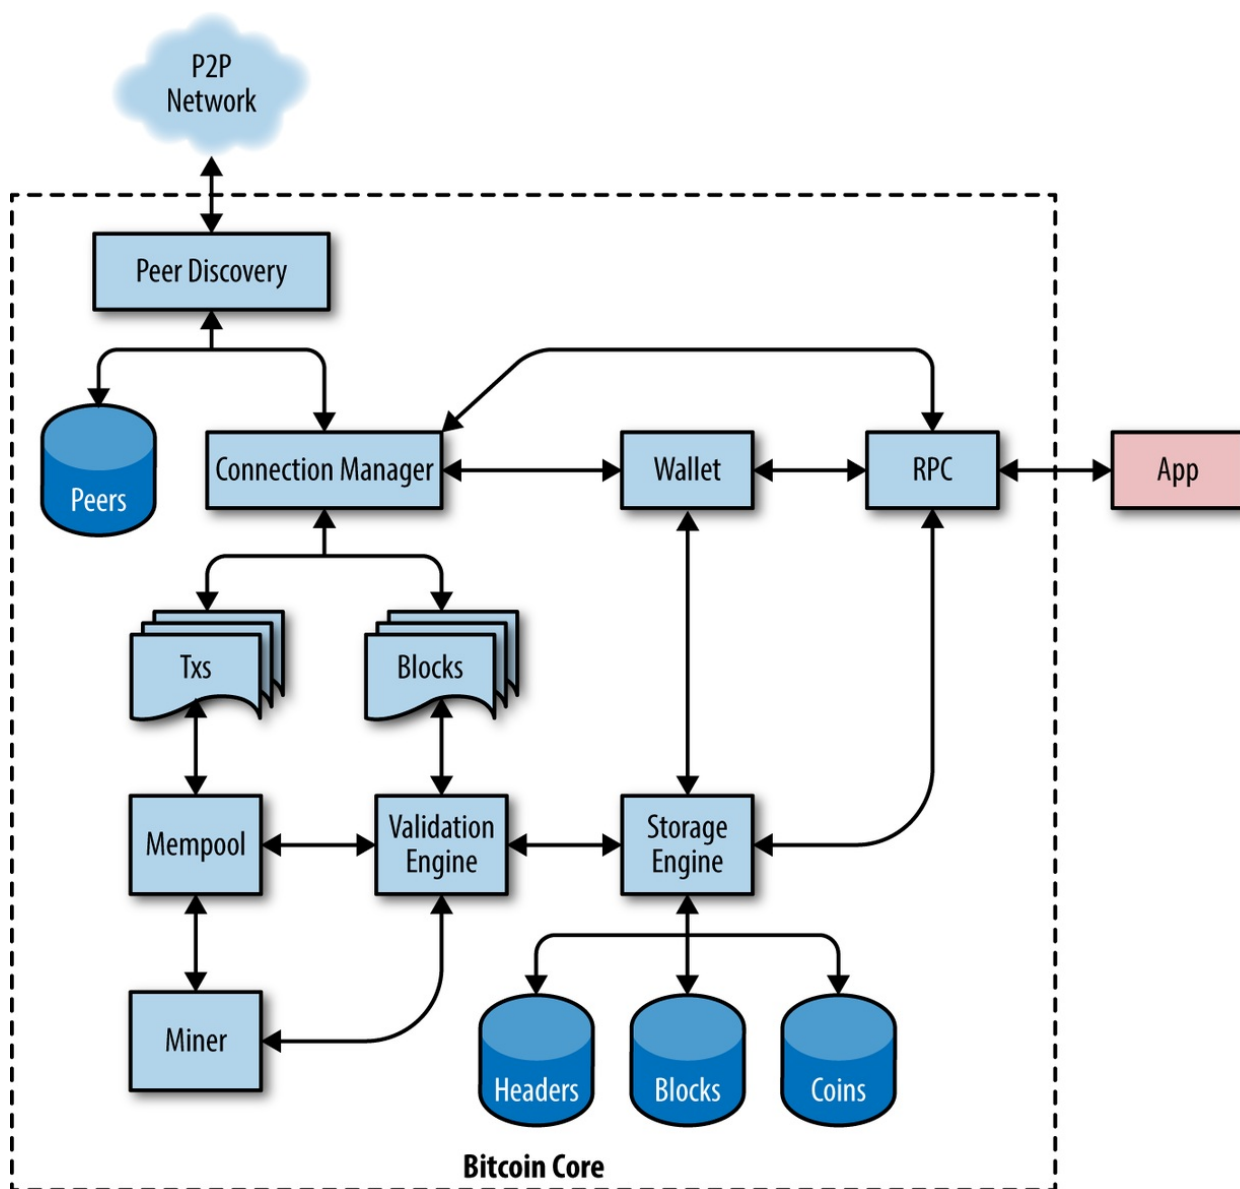 P2P
Network
Peer Discovery
Peers
Connection Manager
Wallet
RPC
App
Txs
Blocks
Mempool
Validation
Engine
Storage
Engine
Miner
Headers
Blocks
Coins
Bitcoin Core